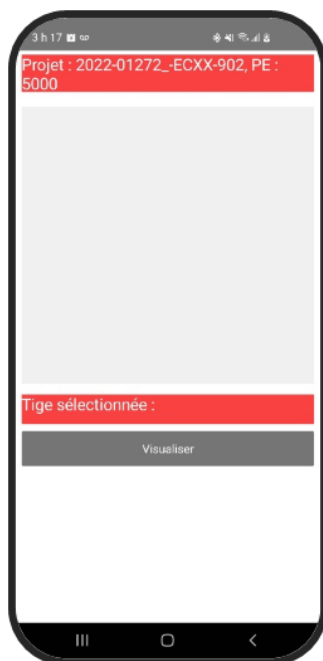 3 h 17
Projet : 2022-01272_-ECXX-902, PE :
5000
Tige sélectionnée :
Visualiser